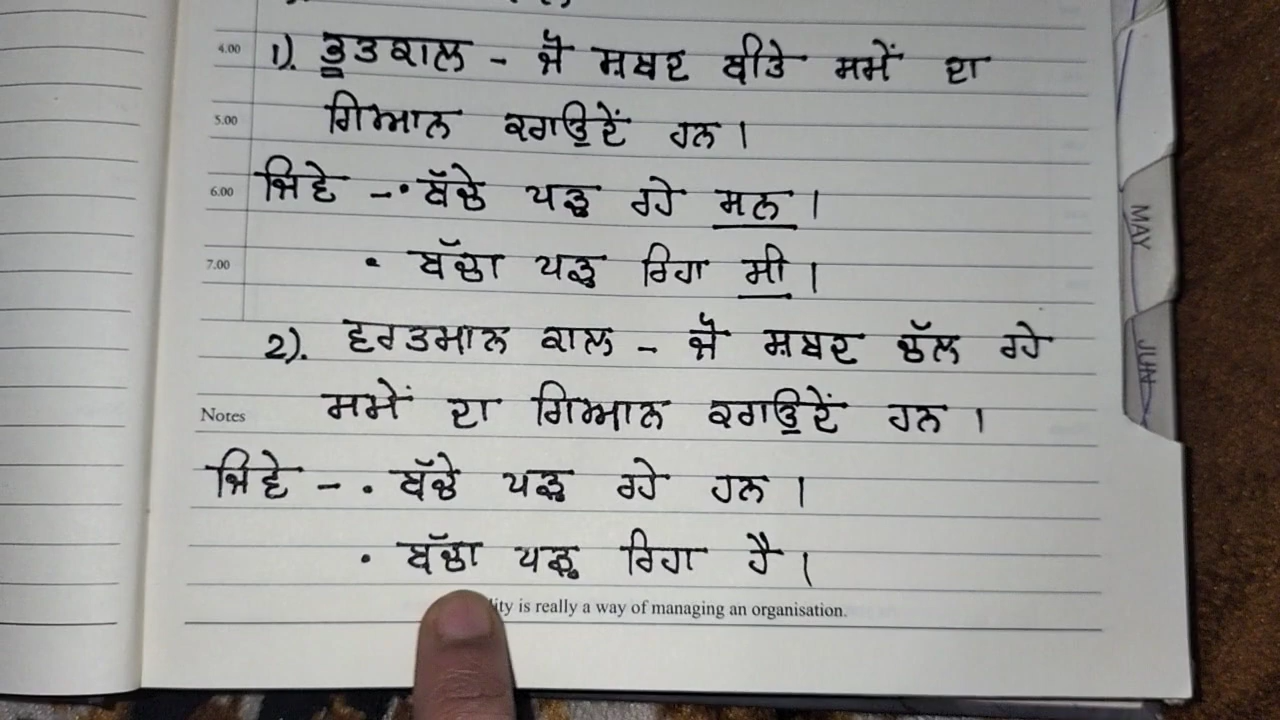 4.00 1). ਭੂਤਕਾਲ - ਜੋ ਸ਼ਬਦ ਬੀਤੇ ਸਮੇਂ ਦਾ
5.00 ਗਿਆਨ ਕਰਾਉਂਦੇਂ ਹਨ।
6.00 ਜਿਵੇ -• ਬੱਚੇ ਪੜ੍ਹ ਰਹੇ ਸਨ।
7.00 • ਬੱਚਾ ਪੜ੍ਹ ਰਿਹਾ ਸੀ।
2). ਵਰਤਮਾਨ ਕਾਲ - ਜੋ ਸ਼ਬਦ ਚੱਲ ਰਹੇ
Notes ਸਮੇਂ ਦਾ ਗਿਆਨ ਕਰਾਉਂਦੇਂ ਹਨ।
ਜਿਵੇ - • ਬੱਚੇ ਪੜ੍ਹ ਰਹੇ ਹਨ।
• ਬੱਚਾ ਪੜ੍ਹ ਰਿਹਾ ਹੈ।
is really a way of managing an organisation.
MAY
JUN